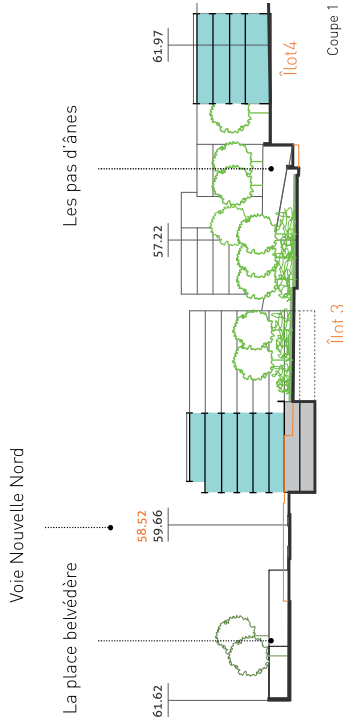 Voie Nouvelle Nord
La place belvédère
Les pas d'ânes
61.62
58.52
59.66
57.22
61.97
Îlot 3
Îlot4
Coupe 1